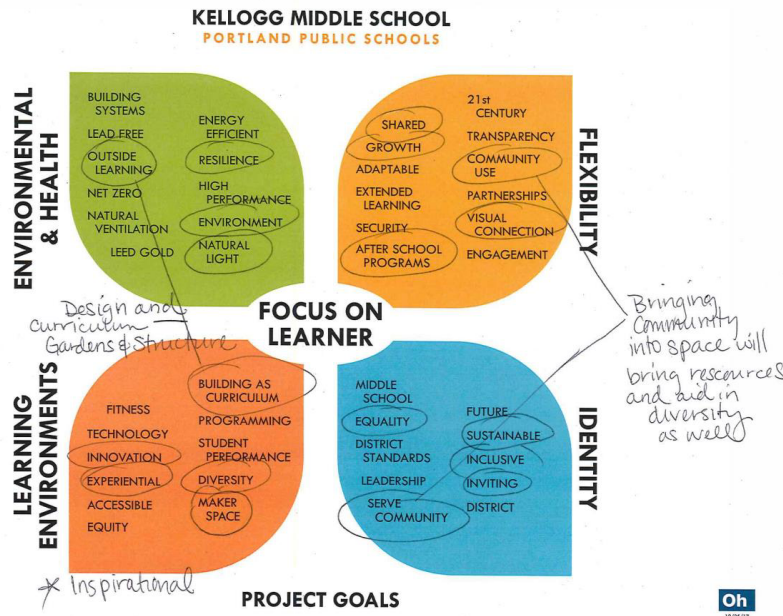 KELLOGG MIDDLE SCHOOL
PORTLAND PUBLIC SCHOOLS
ENVIRONMENTAL
& HEALTH
BUILDING
SYSTEMS
LEAD FREE
OUTSIDE
LEARNING
NET ZERO
NATURAL
VENTILATION
LEED GOLD
ENERGY
EFFICIENT
RESILIENCE
HIGH
PERFORMANCE
ENVIRONMENT
NATURAL
LIGHT
SHARED
GROWTH
ADAPTABLE
EXTENDED
LEARNING
SECURITY
AFTER SCHOOL
PROGRAMS
21st
CENTURY
TRANSPARENCY
COMMUNITY
USE
PARTNERSHIPS
VISUAL
CONNECTION
ENGAGEMENT
FLEXIBILITY
Design and
curriculum
Gardens & Structure
FOCUS ON
LEARNER
Bringing
Community
into space will
bring rescources
and aid in
diversity
as well
LEARNING
ENVIRONMENTS
FITNESS
TECHNOLOGY
INNOVATION
EXPERIENTIAL
ACCESSIBLE
EQUITY
BUILDING AS
CURRICULUM
PROGRAMMING
STUDENT
PERFORMANCE
DIVERSITY
MAKER
SPACE
MIDDLE
SCHOOL
EQUALITY
DISTRICT
STANDARDS
LEADERSHIP
SERVE
COMMUNITY
FUTURE
SUSTAINABLE
INCLUSIVE
INVITING
DISTRICT
IDENTITY
* Inspirational
PROJECT GOALS
Oh